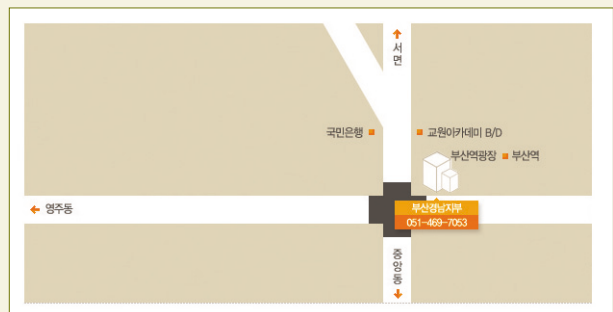 서면
국민은행
교원아카데미 B/D
부산역광장
부산역
영주동
부산경남지부
051-469-7053
중앙동